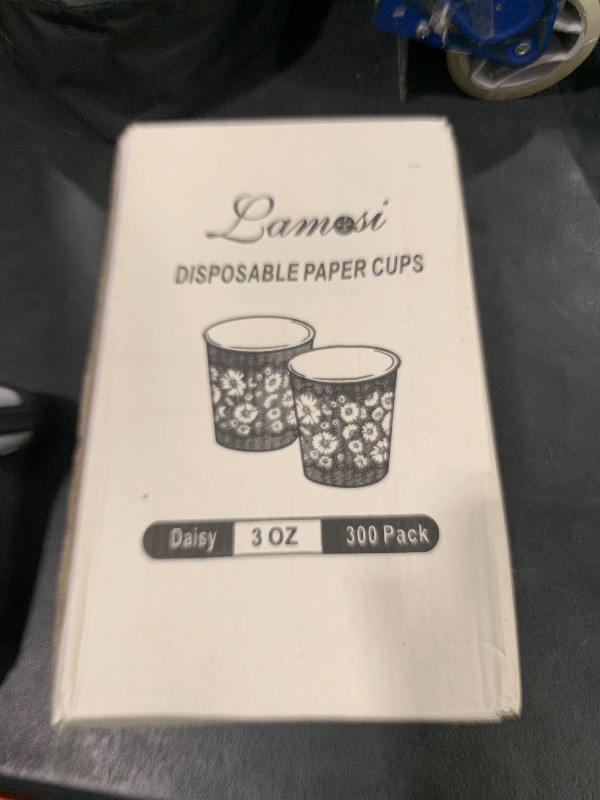 Lamosi
DISPOSABLE PAPER CUPS
Daisy 3 OZ 300 Pack